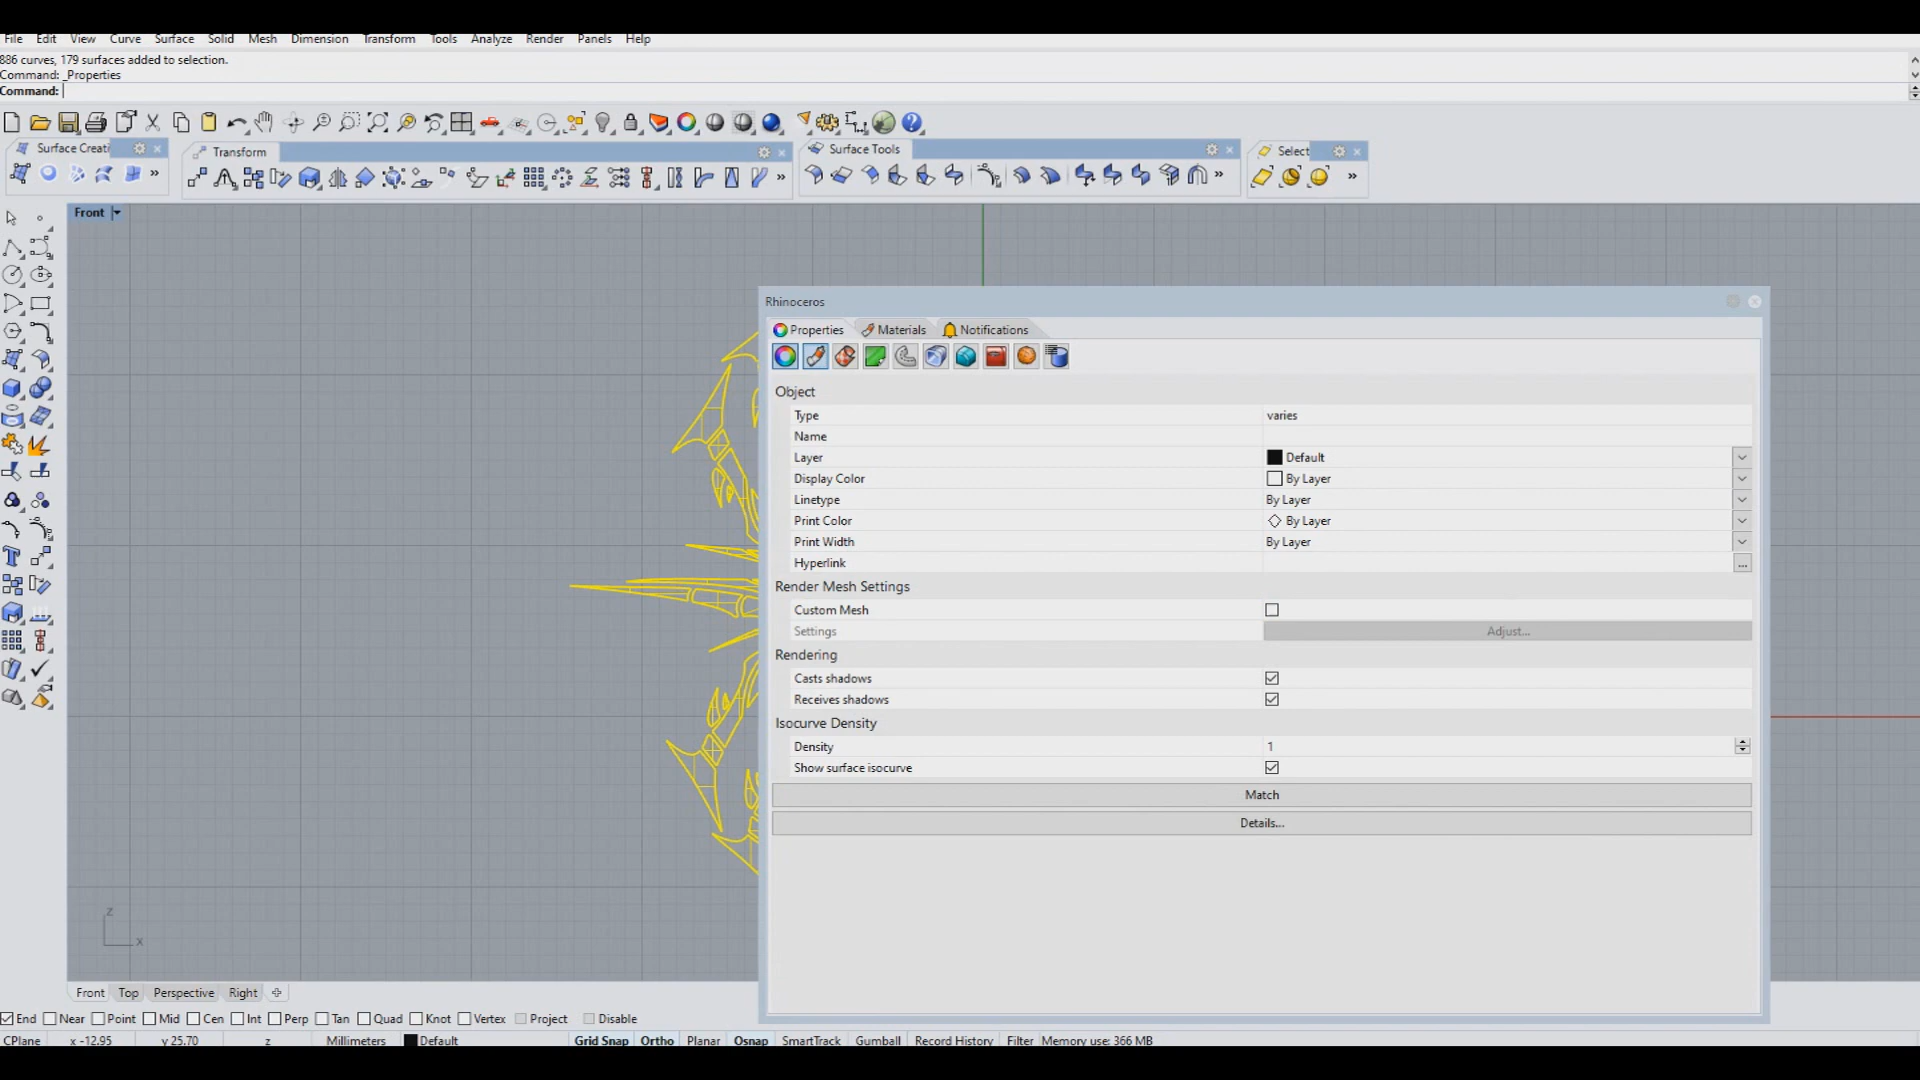 File Edit View Curve Surface Solid Mesh Dimension Transform Tools Analyze Render Panels Help
886 curves, 179 surfaces added to selection.
Command: _Properties
Command:
Surface Creati
Transform
Surface Tools
Select
Front
Rhinoceros
Properties Materials Notifications
Object
Type varies
Name
Layer Default
Display Color By Layer
Linetype By Layer
Print Color By Layer
Print Width By Layer
Hyperlink ...
Render Mesh Settings
Custom Mesh
Settings Adjust...
Rendering
Casts shadows
Receives shadows
Isocurve Density
Density 1
Show surface isocurve
Match
Details...
z
x
Front Top Perspective Right
End Near Point Mid Cen Int Perp Tan Quad Knot Vertex Project Disable
CPlane x -12.95 y 25.70 z Millimeters Default Grid Snap Ortho Planar Osnap SmartTrack Gumball Record History Filter Memory use: 366 MB